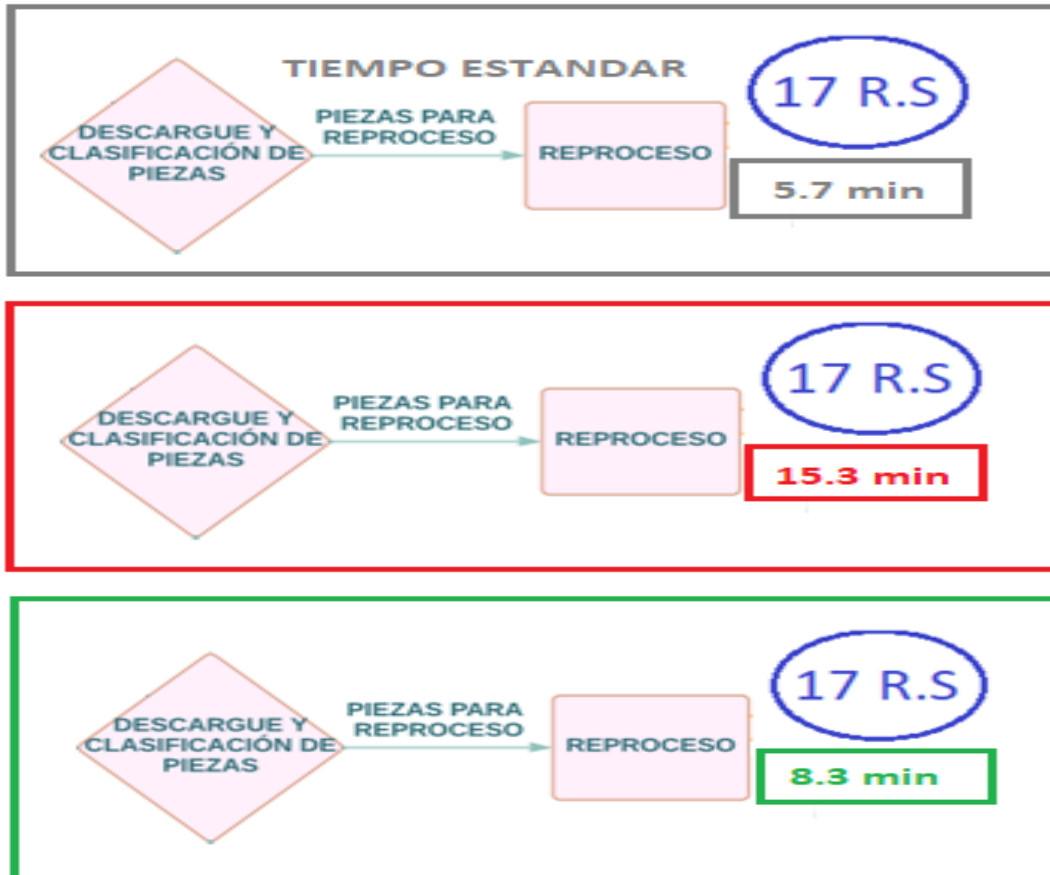 TIEMPO ESTANDAR
17 R.S
DESCARGUE Y
CLASIFICACIÓN DE
PIEZAS
PIEZAS PARA
REPROCESO
REPROCESO
5.7 min
17 R.S
DESCARGUE Y
CLASIFICACIÓN DE
PIEZAS
PIEZAS PARA
REPROCESO
REPROCESO
15.3 min
17 R.S
DESCARGUE Y
CLASIFICACIÓN DE
PIEZAS
PIEZAS PARA
REPROCESO
REPROCESO
8.3 min